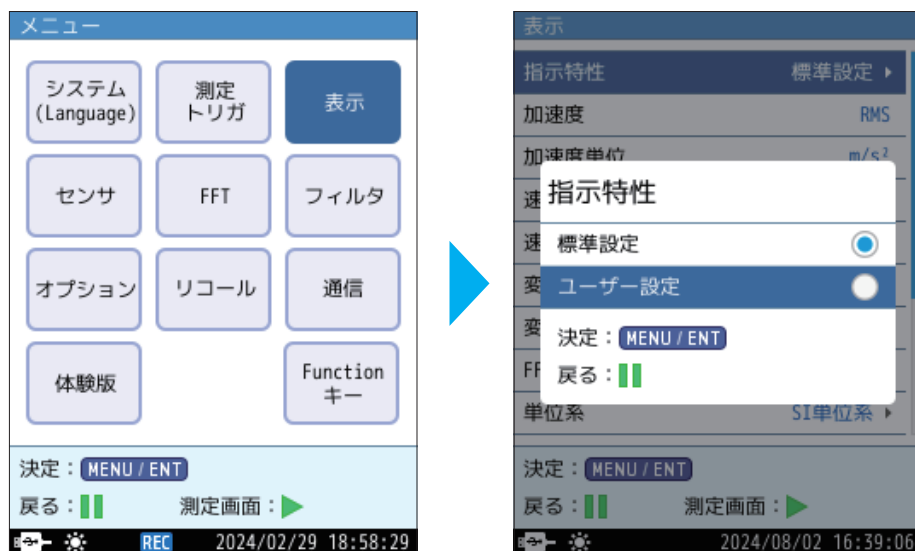 メニュー
システム
(Language)
測定
トリガ
表示
センサ
FFT
フィルタ
オプション
リコール
通信
体験版
Function
キー
決定：MENU / ENT
戻る：
測定画面：
REC
2024/02/29 18:58:29
表示
指示特性
標準設定
加速度
RMS
加速度単位
m/s²
速
速
変
変
単位系
SI単位系
指示特性
標準設定
ユーザー設定
決定：MENU / ENT
戻る：
決定：MENU / ENT
戻る：
測定画面：
2024/08/02 16:39:06